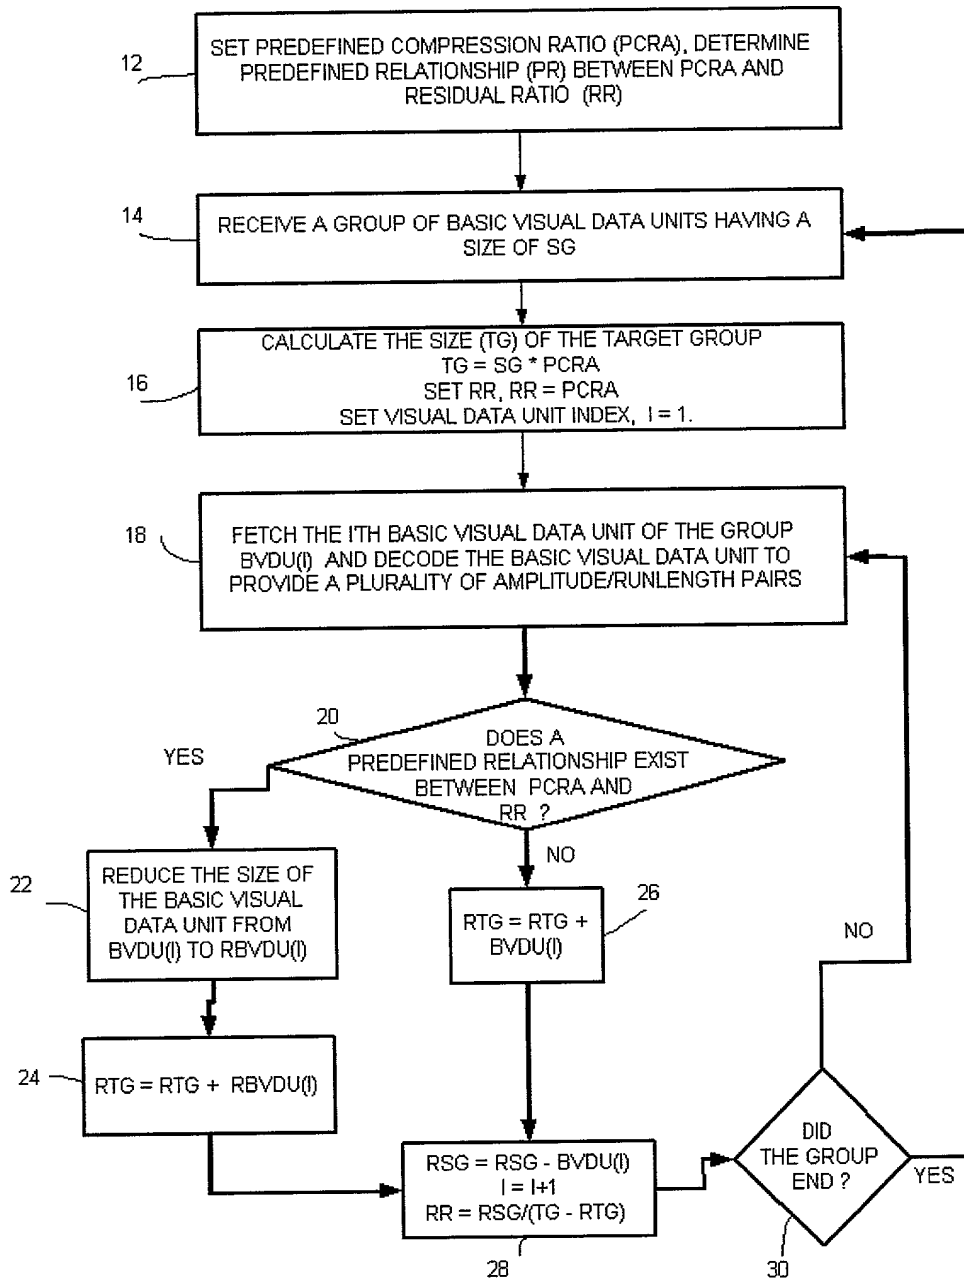 12
SET PREDEFINED COMPRESSION RATIO (PCRA), DETERMINE
PREDEFINED RELATIONSHIP (PR) BETWEEN PCRA AND
RESIDUAL RATIO (RR)
14
RECEIVE A GROUP OF BASIC VISUAL DATA UNITS HAVING A
SIZE OF SG
16
CALCULATE THE SIZE (TG) OF THE TARGET GROUP
TG = SG * PCRA
SET RR, RR = PCRA
SET VISUAL DATA UNIT INDEX, I = 1.
18
FETCH THE I'TH BASIC VISUAL DATA UNIT OF THE GROUP
BVDU(I) AND DECODE THE BASIC VISUAL DATA UNIT TO
PROVIDE A PLURALITY OF AMPLITUDE/RUNLENGTH PAIRS
20
DOES A
PREDEFINED RELATIONSHIP EXIST
BETWEEN PCRA AND
RR ?
YES
NO
22
REDUCE THE SIZE OF
THE BASIC VISUAL
DATA UNIT FROM
BVDU(I) TO RBVDU(I)
26
RTG = RTG +
BVDU(I)
NO
24
RTG = RTG + RBVDU(I)
RSG = RSG - BVDU(I)
I = I+1
RR = RSG/(TG - RTG)
28
DID
THE GROUP
END ?
YES
30